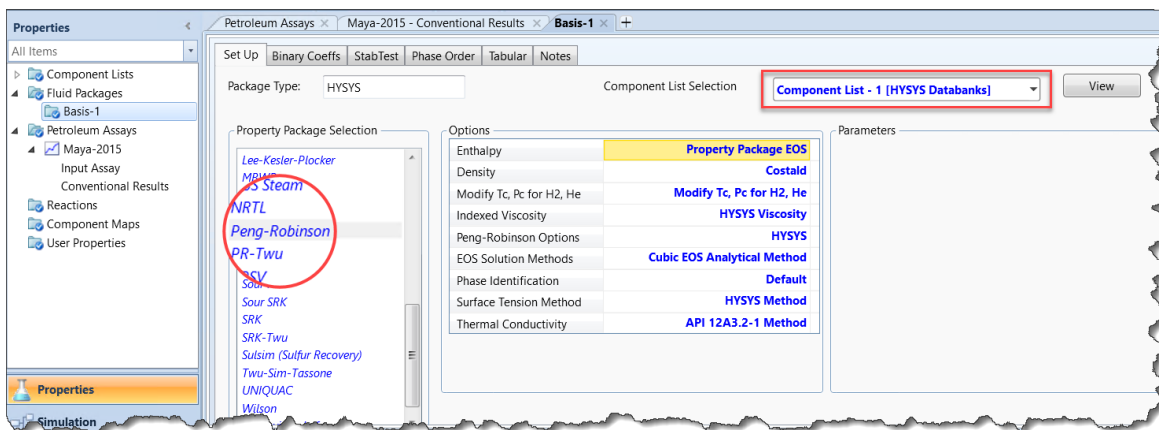 Properties <
Petroleum Assays × Maya-2015 - Conventional Results × Basis-1 × +
All Items
Component Lists
Fluid Packages
Basis-1
Petroleum Assays
Maya-2015
Input Assay
Conventional Results
Reactions
Component Maps
User Properties
Properties
Simulation
Set Up Binary Coeffs StabTest Phase Order Tabular Notes
Package Type: HYSYS Component List Selection Component List - 1 [HYSYS Databanks] View
Property Package Selection
Lee-Kesler-Plocker
Steam
NRTL
Peng-Robinson
PR-Twu
Sour SRK
SRK
SRK-Twu
Sulsim (Sulfur Recovery)
Twu-Sim-Tassone
UNIQUAC
Wilson
Options
Enthalpy Property Package EOS
Density Costald
Modify Tc, Pc for H2, He Modify Tc, Pc for H2, He
Indexed Viscosity HYSYS Viscosity
Peng-Robinson Options HYSYS
EOS Solution Methods Cubic EOS Analytical Method
Phase Identification Default
Surface Tension Method HYSYS Method
Thermal Conductivity API 12A3.2-1 Method
Parameters